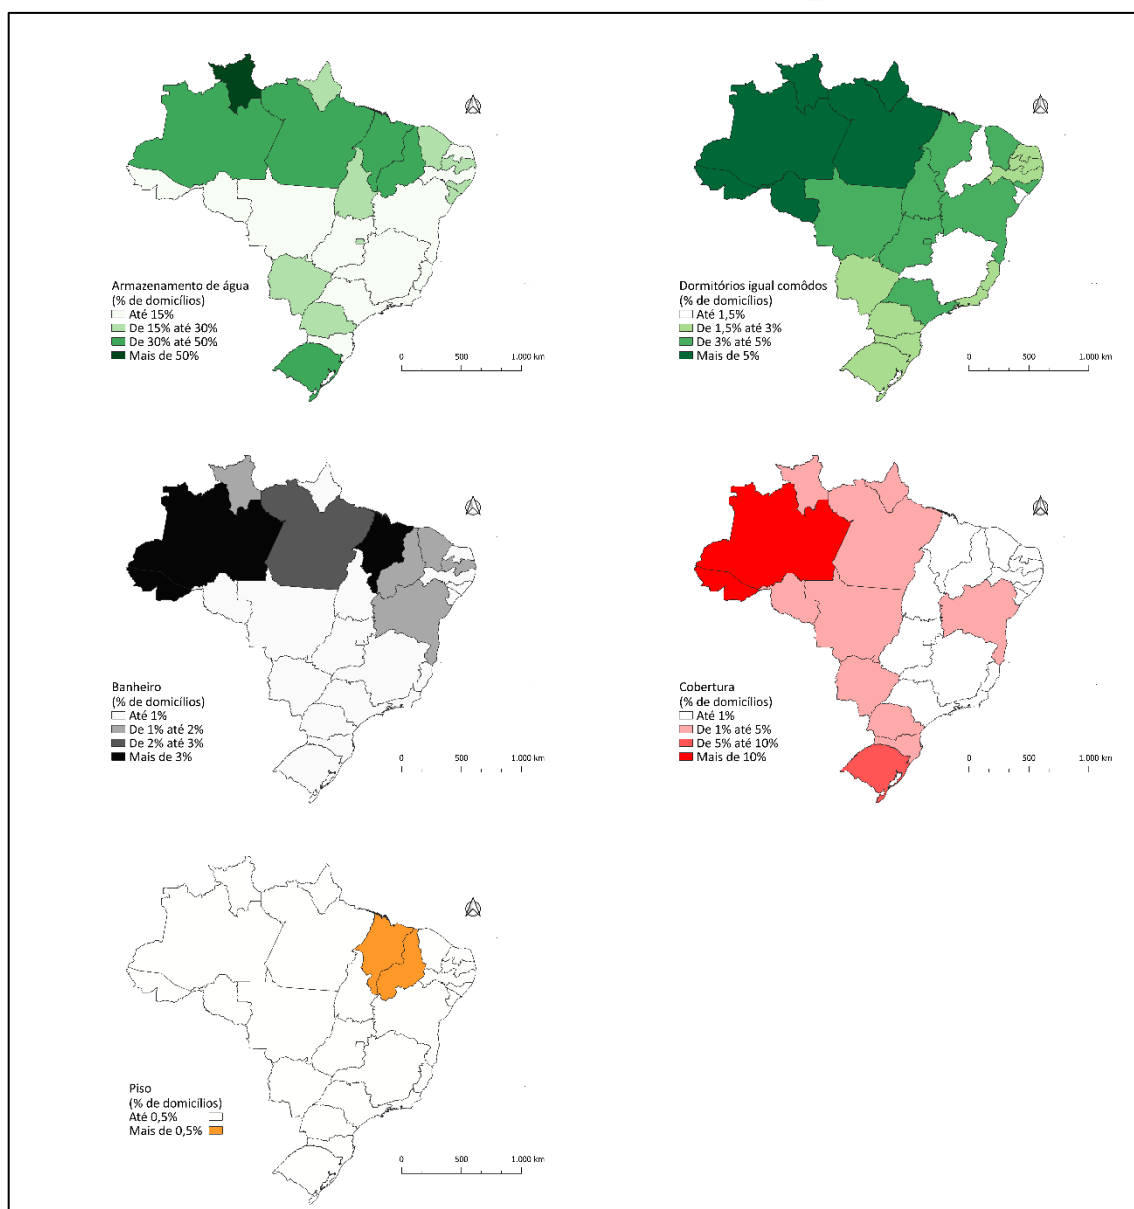 Armazenamento de água
(% de domicílios)
Até 15%
De 15% até 30%
De 30% até 50%
Mais de 50%
0 500 1.000 km
Dormitórios igual comôdos
(% de domicílios)
Até 1,5%
De 1,5% até 3%
De 3% até 5%
Mais de 5%
0 500 1.000 km
Banheiro
(% de domicílios)
Até 1%
De 1% até 2%
De 2% até 3%
Mais de 3%
0 500 1.000 km
Cobertura
(% de domicílios)
Até 1%
De 1% até 5%
De 5% até 10%
Mais de 10%
0 500 1.000 km
Piso
(% de domicílios)
Até 0,5%
Mais de 0,5%
0 500 1.000 km